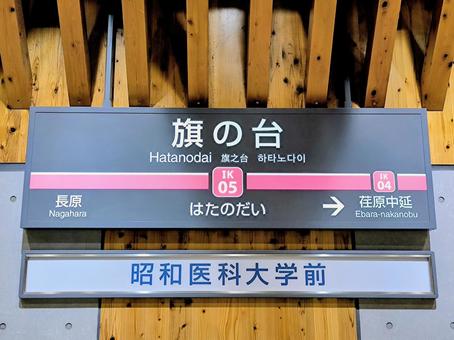 旗の台
Hatanodai 旗之台 하타노다이
IK
05
IK
04
長原
Nagahara
はたのだい
→
荏原中延
Ebara-nakanobu
昭和医科大学前